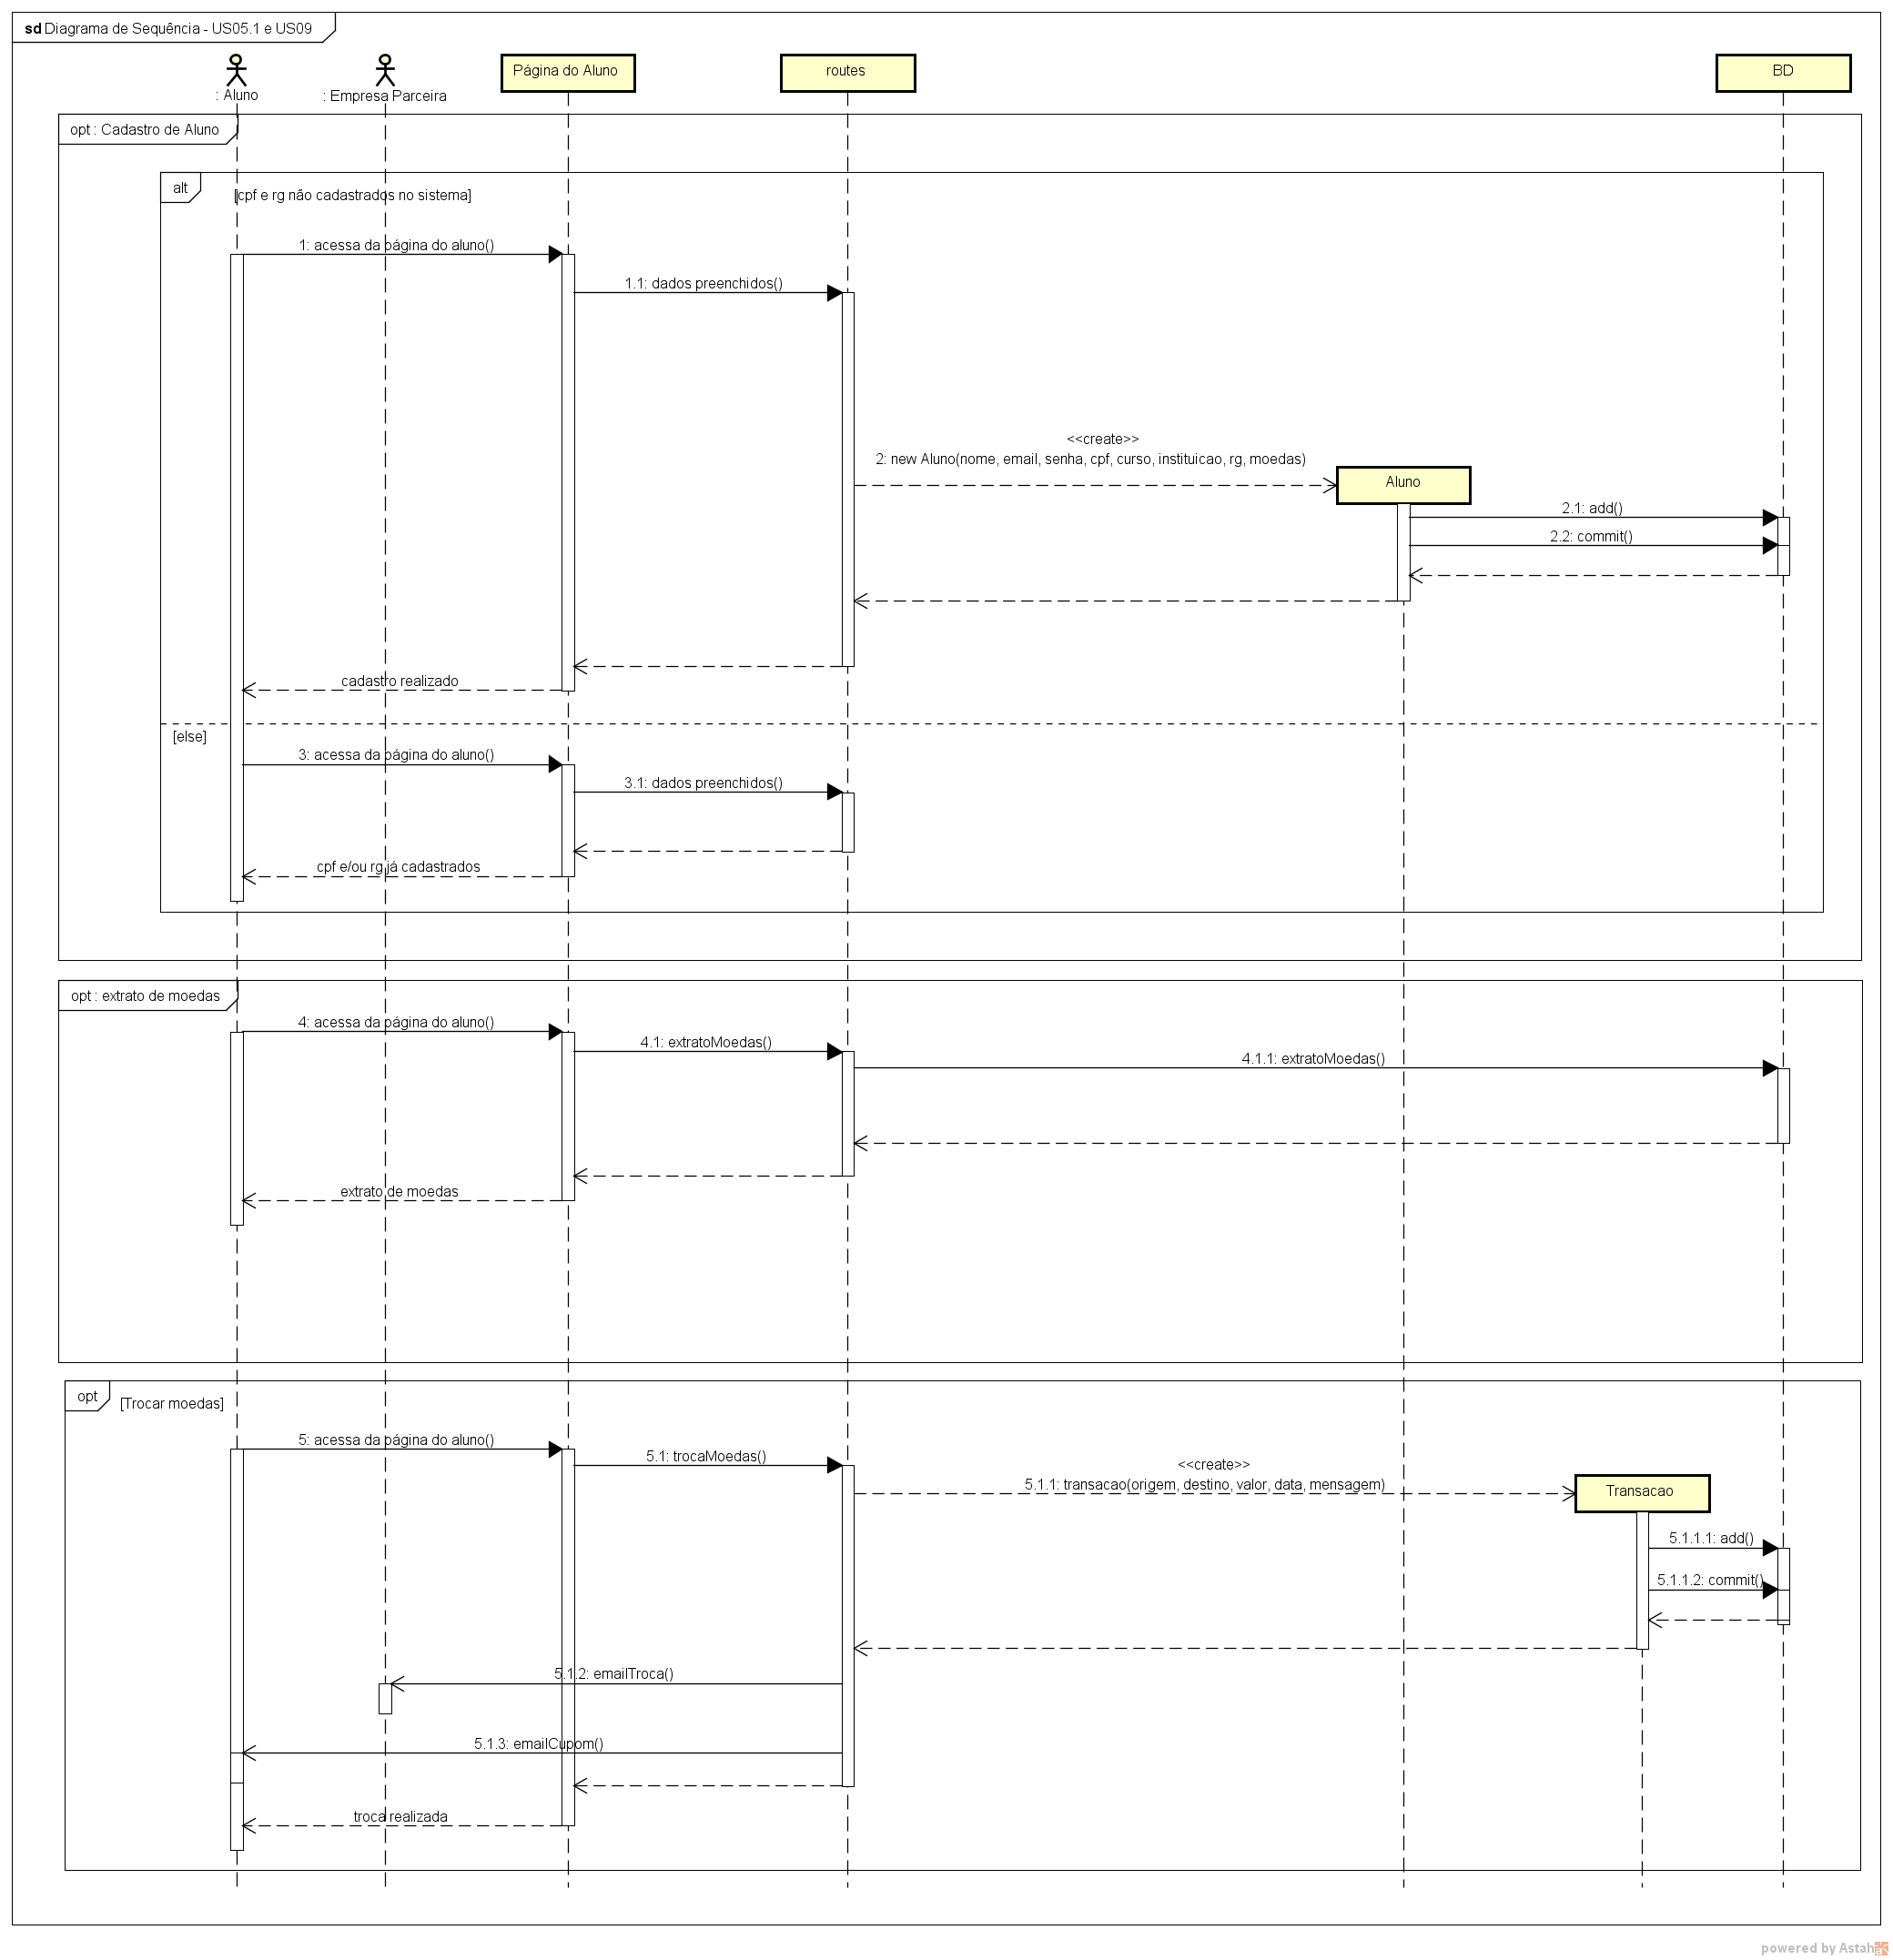 sd Diagrama de Sequência - US05.1 e US09
: Aluno
: Empresa Parceira
Página do Aluno
routes
BD
opt : Cadastro de Aluno
alt
[cpf e rg não cadastrados no sistema]
1: acessa da página do aluno()
1.1: dados preenchidos()
<<create>>
2: new Aluno(nome, email, senha, cpf, curso, instituicao, rg, moedas)
Aluno
2.1: add()
2.2: commit()
cadastro realizado
[else]
3: acessa da página do aluno()
3.1: dados preenchidos()
cpf e/ou rg já cadastrados
opt : extrato de moedas
4: acessa da página do aluno()
4.1: extratoMoedas()
4.1.1: extratoMoedas()
extrato de moedas
opt
[Trocar moedas]
5: acessa da página do aluno()
5.1: trocaMoedas()
<<create>>
5.1.1: transacao(origem, destino, valor, data, mensagem)
Transacao
5.1.1.1: add()
5.1.1.2: commit()
5.1.2: emailTroca()
5.1.3: emailCupom()
troca realizada
powered by Astah